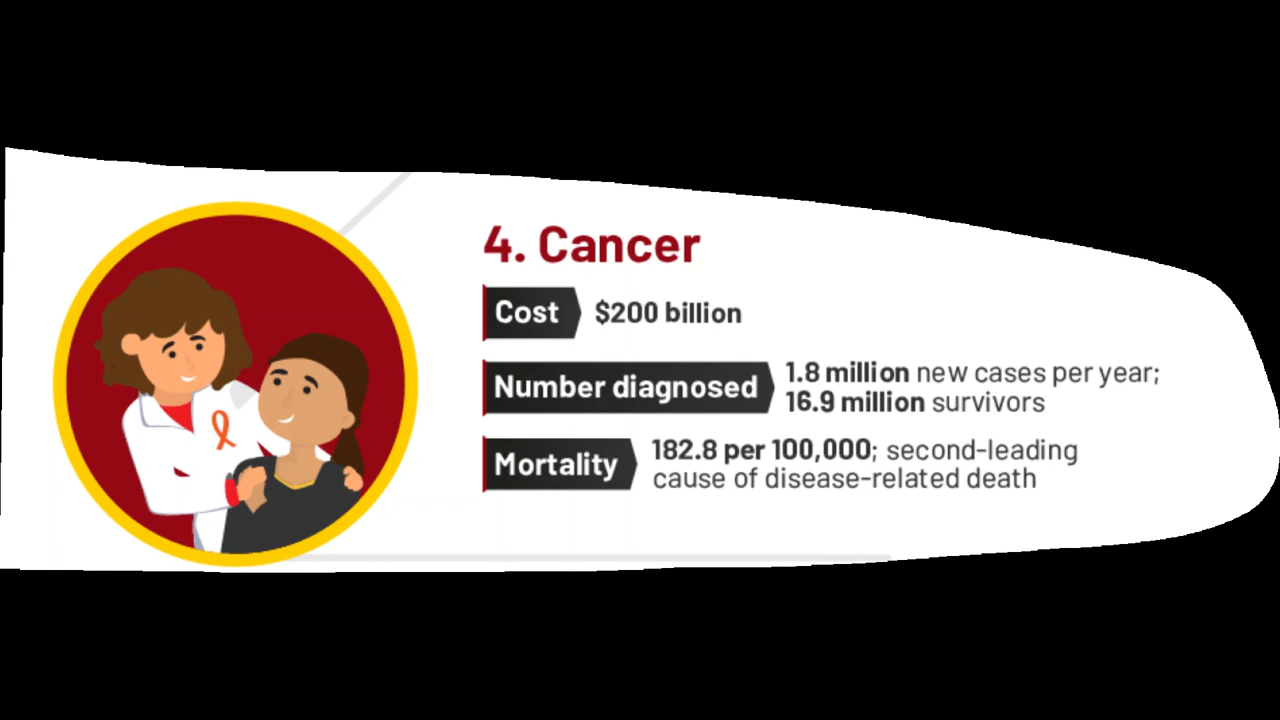 4. Cancer
Cost $200 billion
Number diagnosed 1.8 million new cases per year;
16.9 million survivors
Mortality 182.8 per 100,000; second-leading
cause of disease-related death